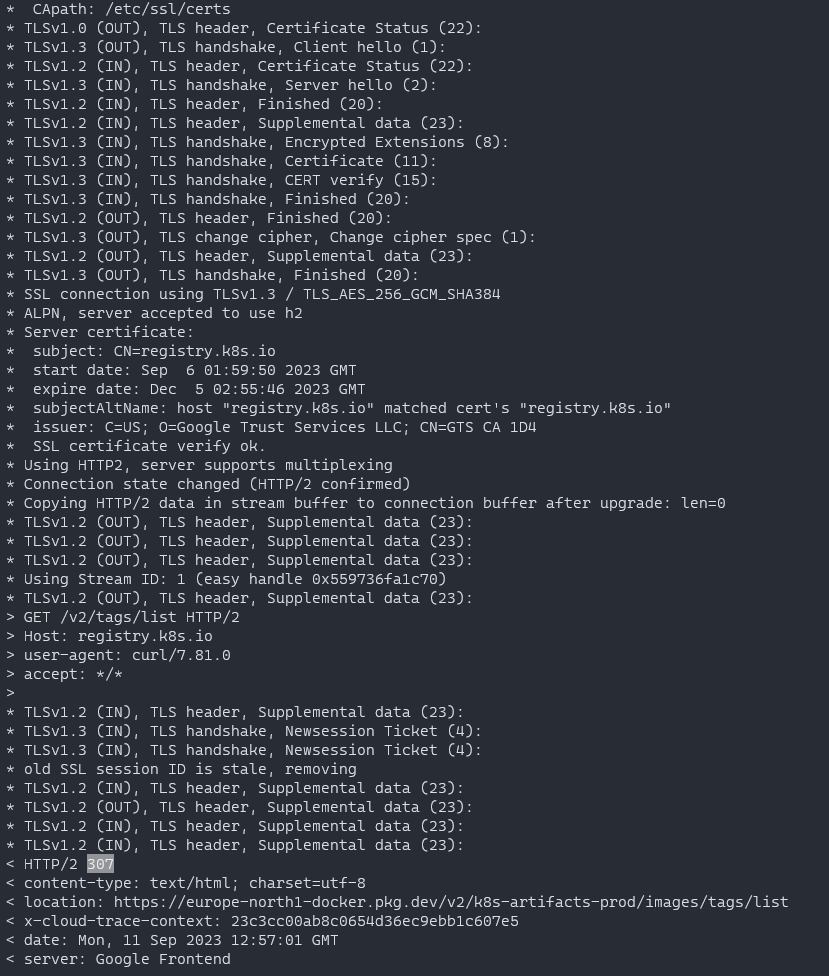 *  CApath: /etc/ssl/certs
* TLSv1.0 (OUT), TLS header, Certificate Status (22):
* TLSv1.3 (OUT), TLS handshake, Client hello (1):
* TLSv1.2 (IN), TLS header, Certificate Status (22):
* TLSv1.3 (IN), TLS handshake, Server hello (2):
* TLSv1.2 (IN), TLS header, Finished (20):
* TLSv1.2 (IN), TLS header, Supplemental data (23):
* TLSv1.3 (IN), TLS handshake, Encrypted Extensions (8):
* TLSv1.3 (IN), TLS handshake, Certificate (11):
* TLSv1.3 (IN), TLS handshake, CERT verify (15):
* TLSv1.3 (IN), TLS handshake, Finished (20):
* TLSv1.2 (OUT), TLS header, Finished (20):
* TLSv1.3 (OUT), TLS change cipher, Change cipher spec (1):
* TLSv1.2 (OUT), TLS header, Supplemental data (23):
* TLSv1.3 (OUT), TLS handshake, Finished (20):
* SSL connection using TLSv1.3 / TLS_AES_256_GCM_SHA384
* ALPN, server accepted to use h2
* Server certificate:
*  subject: CN=registry.k8s.io
*  start date: Sep  6 01:59:50 2023 GMT
*  expire date: Dec  5 02:55:46 2023 GMT
*  subjectAltName: host "registry.k8s.io" matched cert's "registry.k8s.io"
*  issuer: C=US; O=Google Trust Services LLC; CN=GTS CA 1D4
*  SSL certificate verify ok.
* Using HTTP2, server supports multiplexing
* Connection state changed (HTTP/2 confirmed)
* Copying HTTP/2 data in stream buffer to connection buffer after upgrade: len=0
* TLSv1.2 (OUT), TLS header, Supplemental data (23):
* TLSv1.2 (OUT), TLS header, Supplemental data (23):
* TLSv1.2 (OUT), TLS header, Supplemental data (23):
* Using Stream ID: 1 (easy handle 0x559736fa1c70)
* TLSv1.2 (OUT), TLS header, Supplemental data (23):
> GET /v2/tags/list HTTP/2
> Host: registry.k8s.io
> user-agent: curl/7.81.0
> accept: */*
>
* TLSv1.2 (IN), TLS header, Supplemental data (23):
* TLSv1.3 (IN), TLS handshake, Newsession Ticket (4):
* TLSv1.3 (IN), TLS handshake, Newsession Ticket (4):
* old SSL session ID is stale, removing
* TLSv1.2 (IN), TLS header, Supplemental data (23):
* TLSv1.2 (OUT), TLS header, Supplemental data (23):
* TLSv1.2 (IN), TLS header, Supplemental data (23):
* TLSv1.2 (IN), TLS header, Supplemental data (23):
< HTTP/2 307
< content-type: text/html; charset=utf-8
< location: https://europe-north1-docker.pkg.dev/v2/k8s-artifacts-prod/images/tags/list
< x-cloud-trace-context: 23c3cc00ab8c0654d36ec9ebb1c607e5
< date: Mon, 11 Sep 2023 12:57:01 GMT
< server: Google Frontend